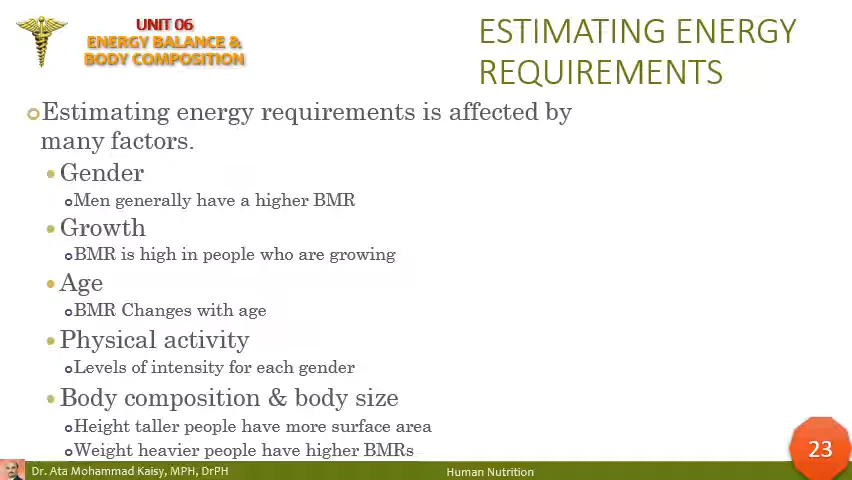 UNIT 06
ENERGY BALANCE &
BODY COMPOSITION
ESTIMATING ENERGY
REQUIREMENTS
Estimating energy requirements is affected by
many factors.
Gender
Men generally have a higher BMR
Growth
BMR is high in people who are growing
Age
BMR Changes with age
Physical activity
Levels of intensity for each gender
Body composition & body size
Height taller people have more surface area
Weight heavier people have higher BMRs
23
Dr. Ata Mohammad Kaisy, MPH, DrPH
Human Nutrition